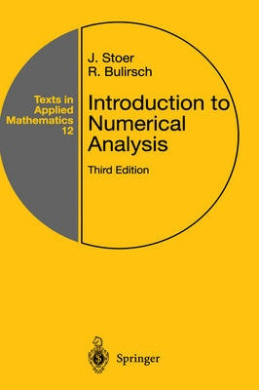 J. Stoer
R. Bulirsch
Texts in
Applied
Mathematics
12
Introduction to
Numerical
Analysis
Third Edition
Springer